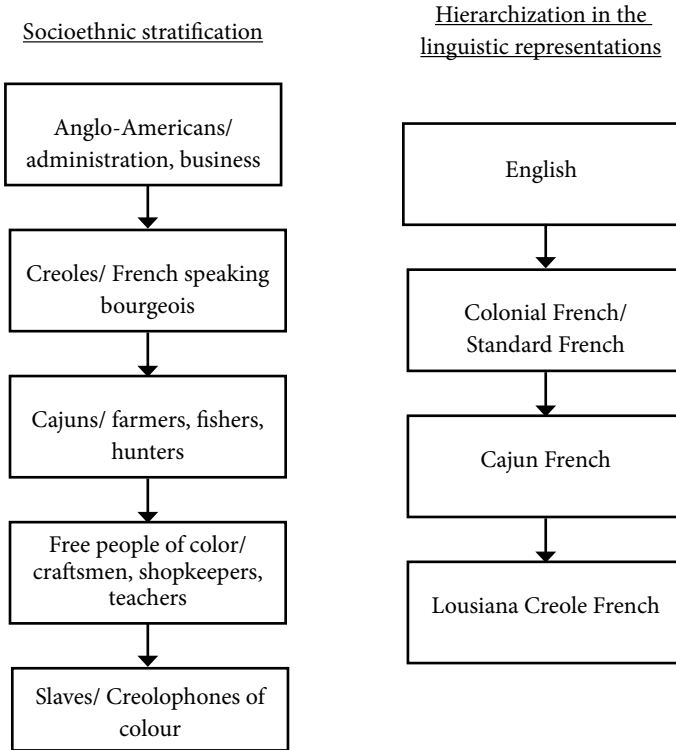 Socioethnic stratification
Anglo-Americans/
administration, business
Creoles/ French speaking
bourgeois
Cajuns/ farmers, fishers,
hunters
Free people of color/
craftsmen, shopkeepers,
teachers
Slaves/ Creolophones of
colour
Hierarchization in the
linguistic representations
English
Colonial French/
Standard French
Cajun French
Lousiana Creole French